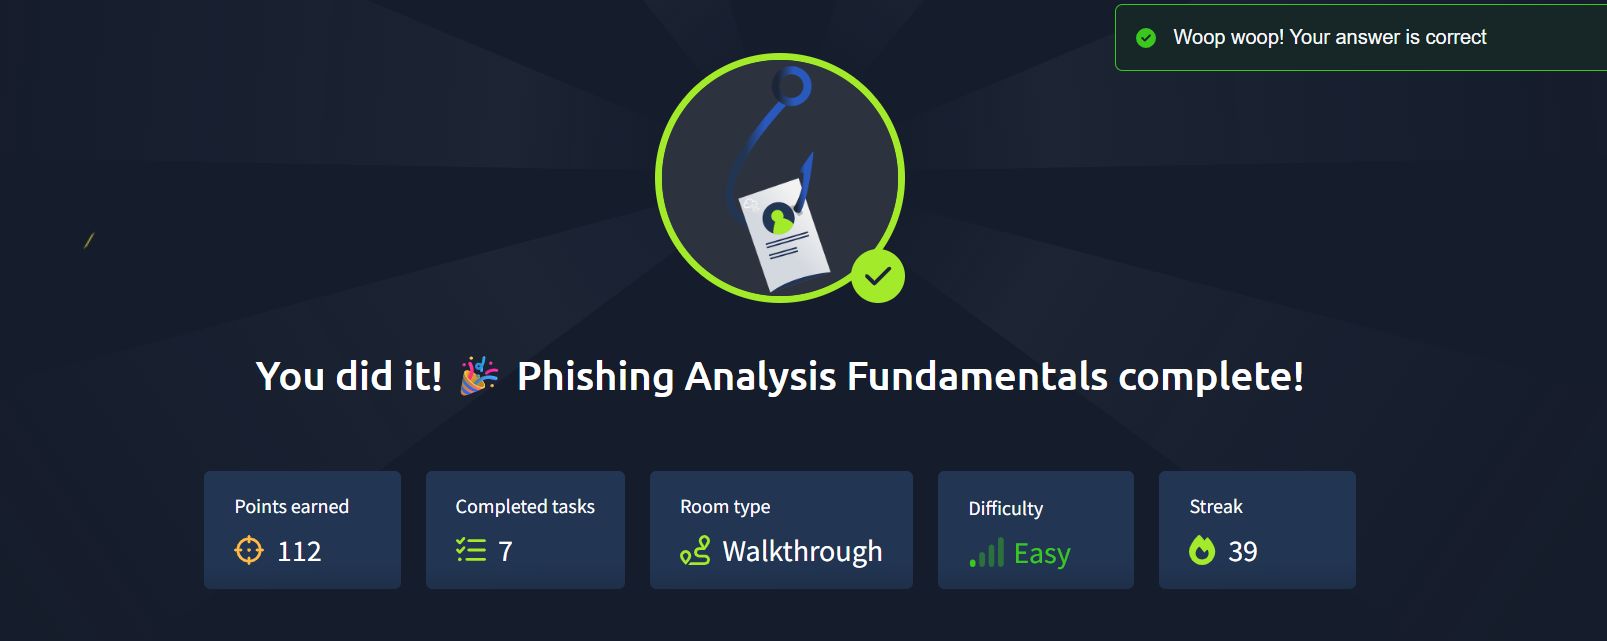 Woop woop! Your answer is correct
You did it! 🎉 Phishing Analysis Fundamentals complete!
Points earned
112
Completed tasks
7
Room type
Walkthrough
Difficulty
Easy
Streak
39